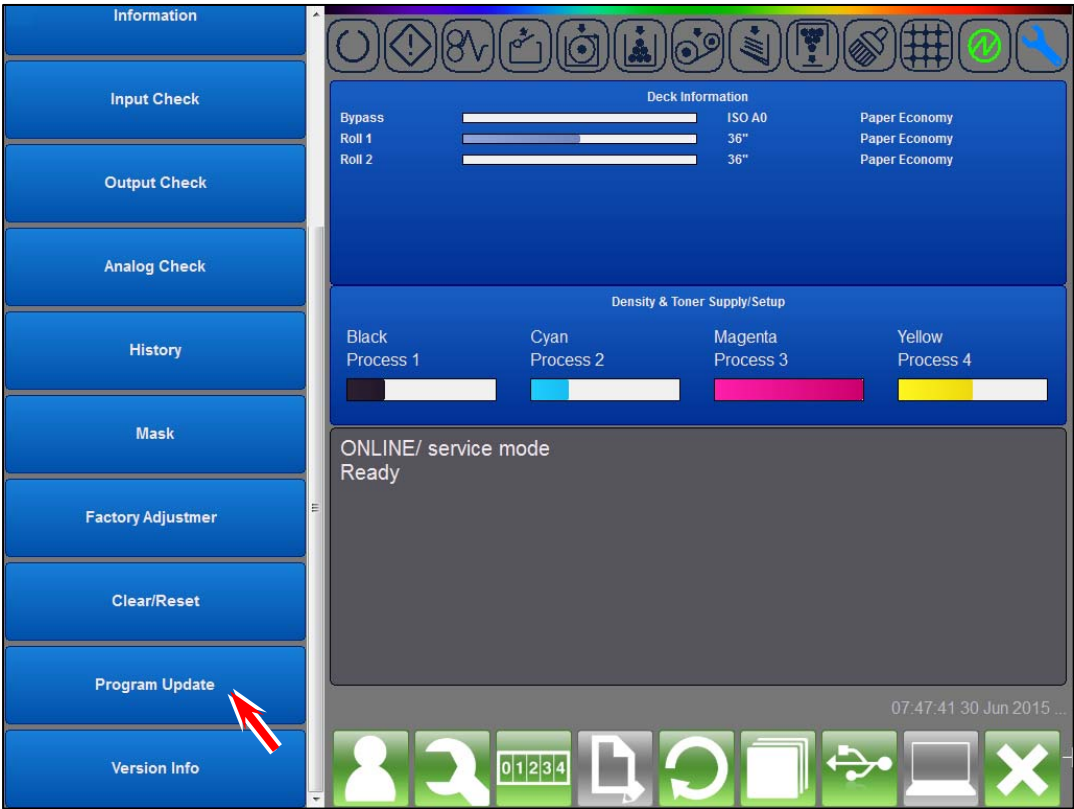 Information
Input Check
Output Check
Analog Check
History
Mask
Factory Adjustmer
Clear/Reset
Program Update
Version Info
Deck Information
Bypass ISO A0 Paper Economy
Roll 1 36" Paper Economy
Roll 2 36" Paper Economy
Density & Toner Supply/Setup
Black Cyan Magenta Yellow
Process 1 Process 2 Process 3 Process 4
ONLINE/ service mode
Ready
07:47:41 30 Jun 2015 ...
01234